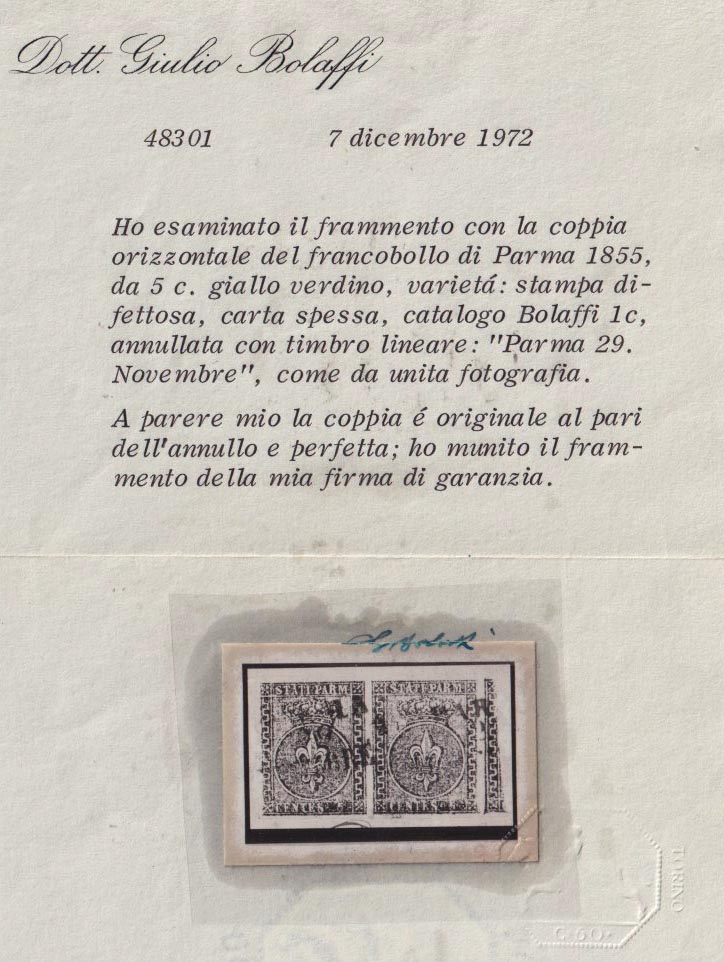 Dott. Giulio Bolaffi
48301 7 dicembre 1972
Ho esaminato il frammento con la coppia
orizzontale del francobollo di Parma 1855,
da 5 c. giallo verdino, varietá: stampa di-
fettosa, carta spessa, catalogo Bolaffi 1c,
annullata con timbro lineare: "Parma 29.
Novembre", come da unita fotografia.
A parere mio la coppia é originale al pari
dell'annullo e perfetta; ho munito il fram-
mento della mia firma di garanzia.
STATI PARM STATI PARM
CENTES CENTES
TORINO